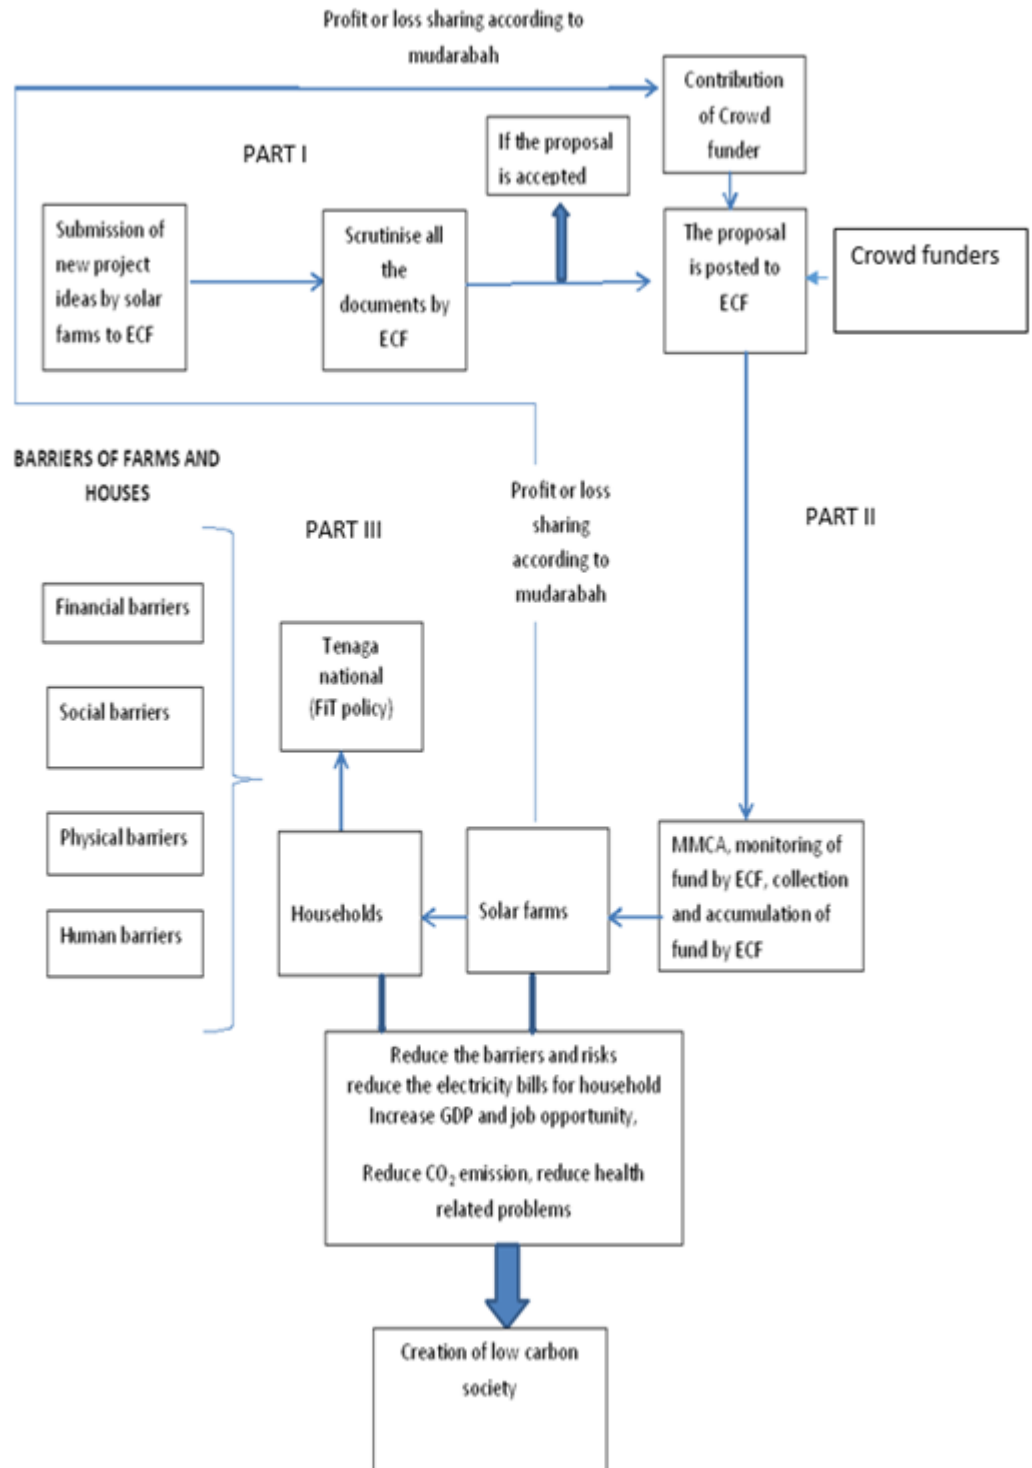 Profit or loss sharing according to
mudarabah
Contribution
of Crowd
funder
If the proposal
is accepted
PART I
Submission of
new project
ideas by solar
farms to ECF
Scrutinise all
the
documents by
ECF
The proposal
is posted to
ECF
Crowd funders
BARRIERS OF FARMS AND
HOUSES
Profit or loss
sharing
according to
mudarabah
PART II
PART III
Financial barriers
Social barriers
Physical barriers
Human barriers
Tenaga
national
(FiT policy)
Households
Solar farms
MMCA, monitoring of
fund by ECF, collection
and accumulation of
fund by ECF
Reduce the barriers and risks
reduce the electricity bills for household
Increase GDP and job opportunity,
Reduce CO₂ emission, reduce health
related problems
Creation of low carbon
society